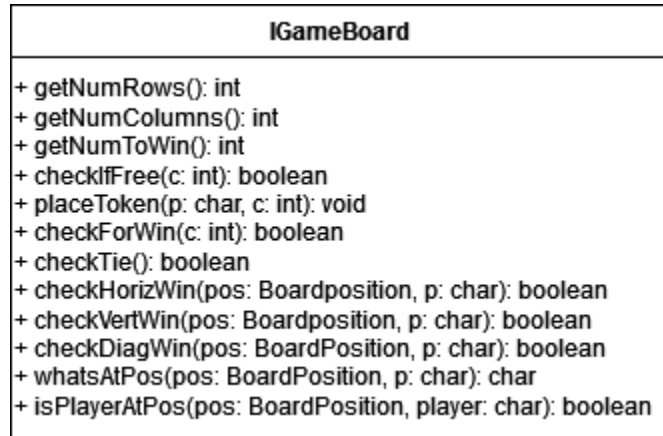 IGameBoard
+ getNumRows(): int
+ getNumColumns(): int
+ getNumToWin(): int
+ checkIfFree(c: int): boolean
+ placeToken(p: char, c: int): void
+ checkForWin(c: int): boolean
+ checkTie(): boolean
+ checkHorizWin(pos: Boardposition, p: char): boolean
+ checkVertWin(pos: Boardposition, p: char): boolean
+ checkDiagWin(pos: BoardPosition, p: char): boolean
+ whatsAtPos(pos: BoardPosition, p: char): char
+ isPlayerAtPos(pos: BoardPosition, player: char): boolean